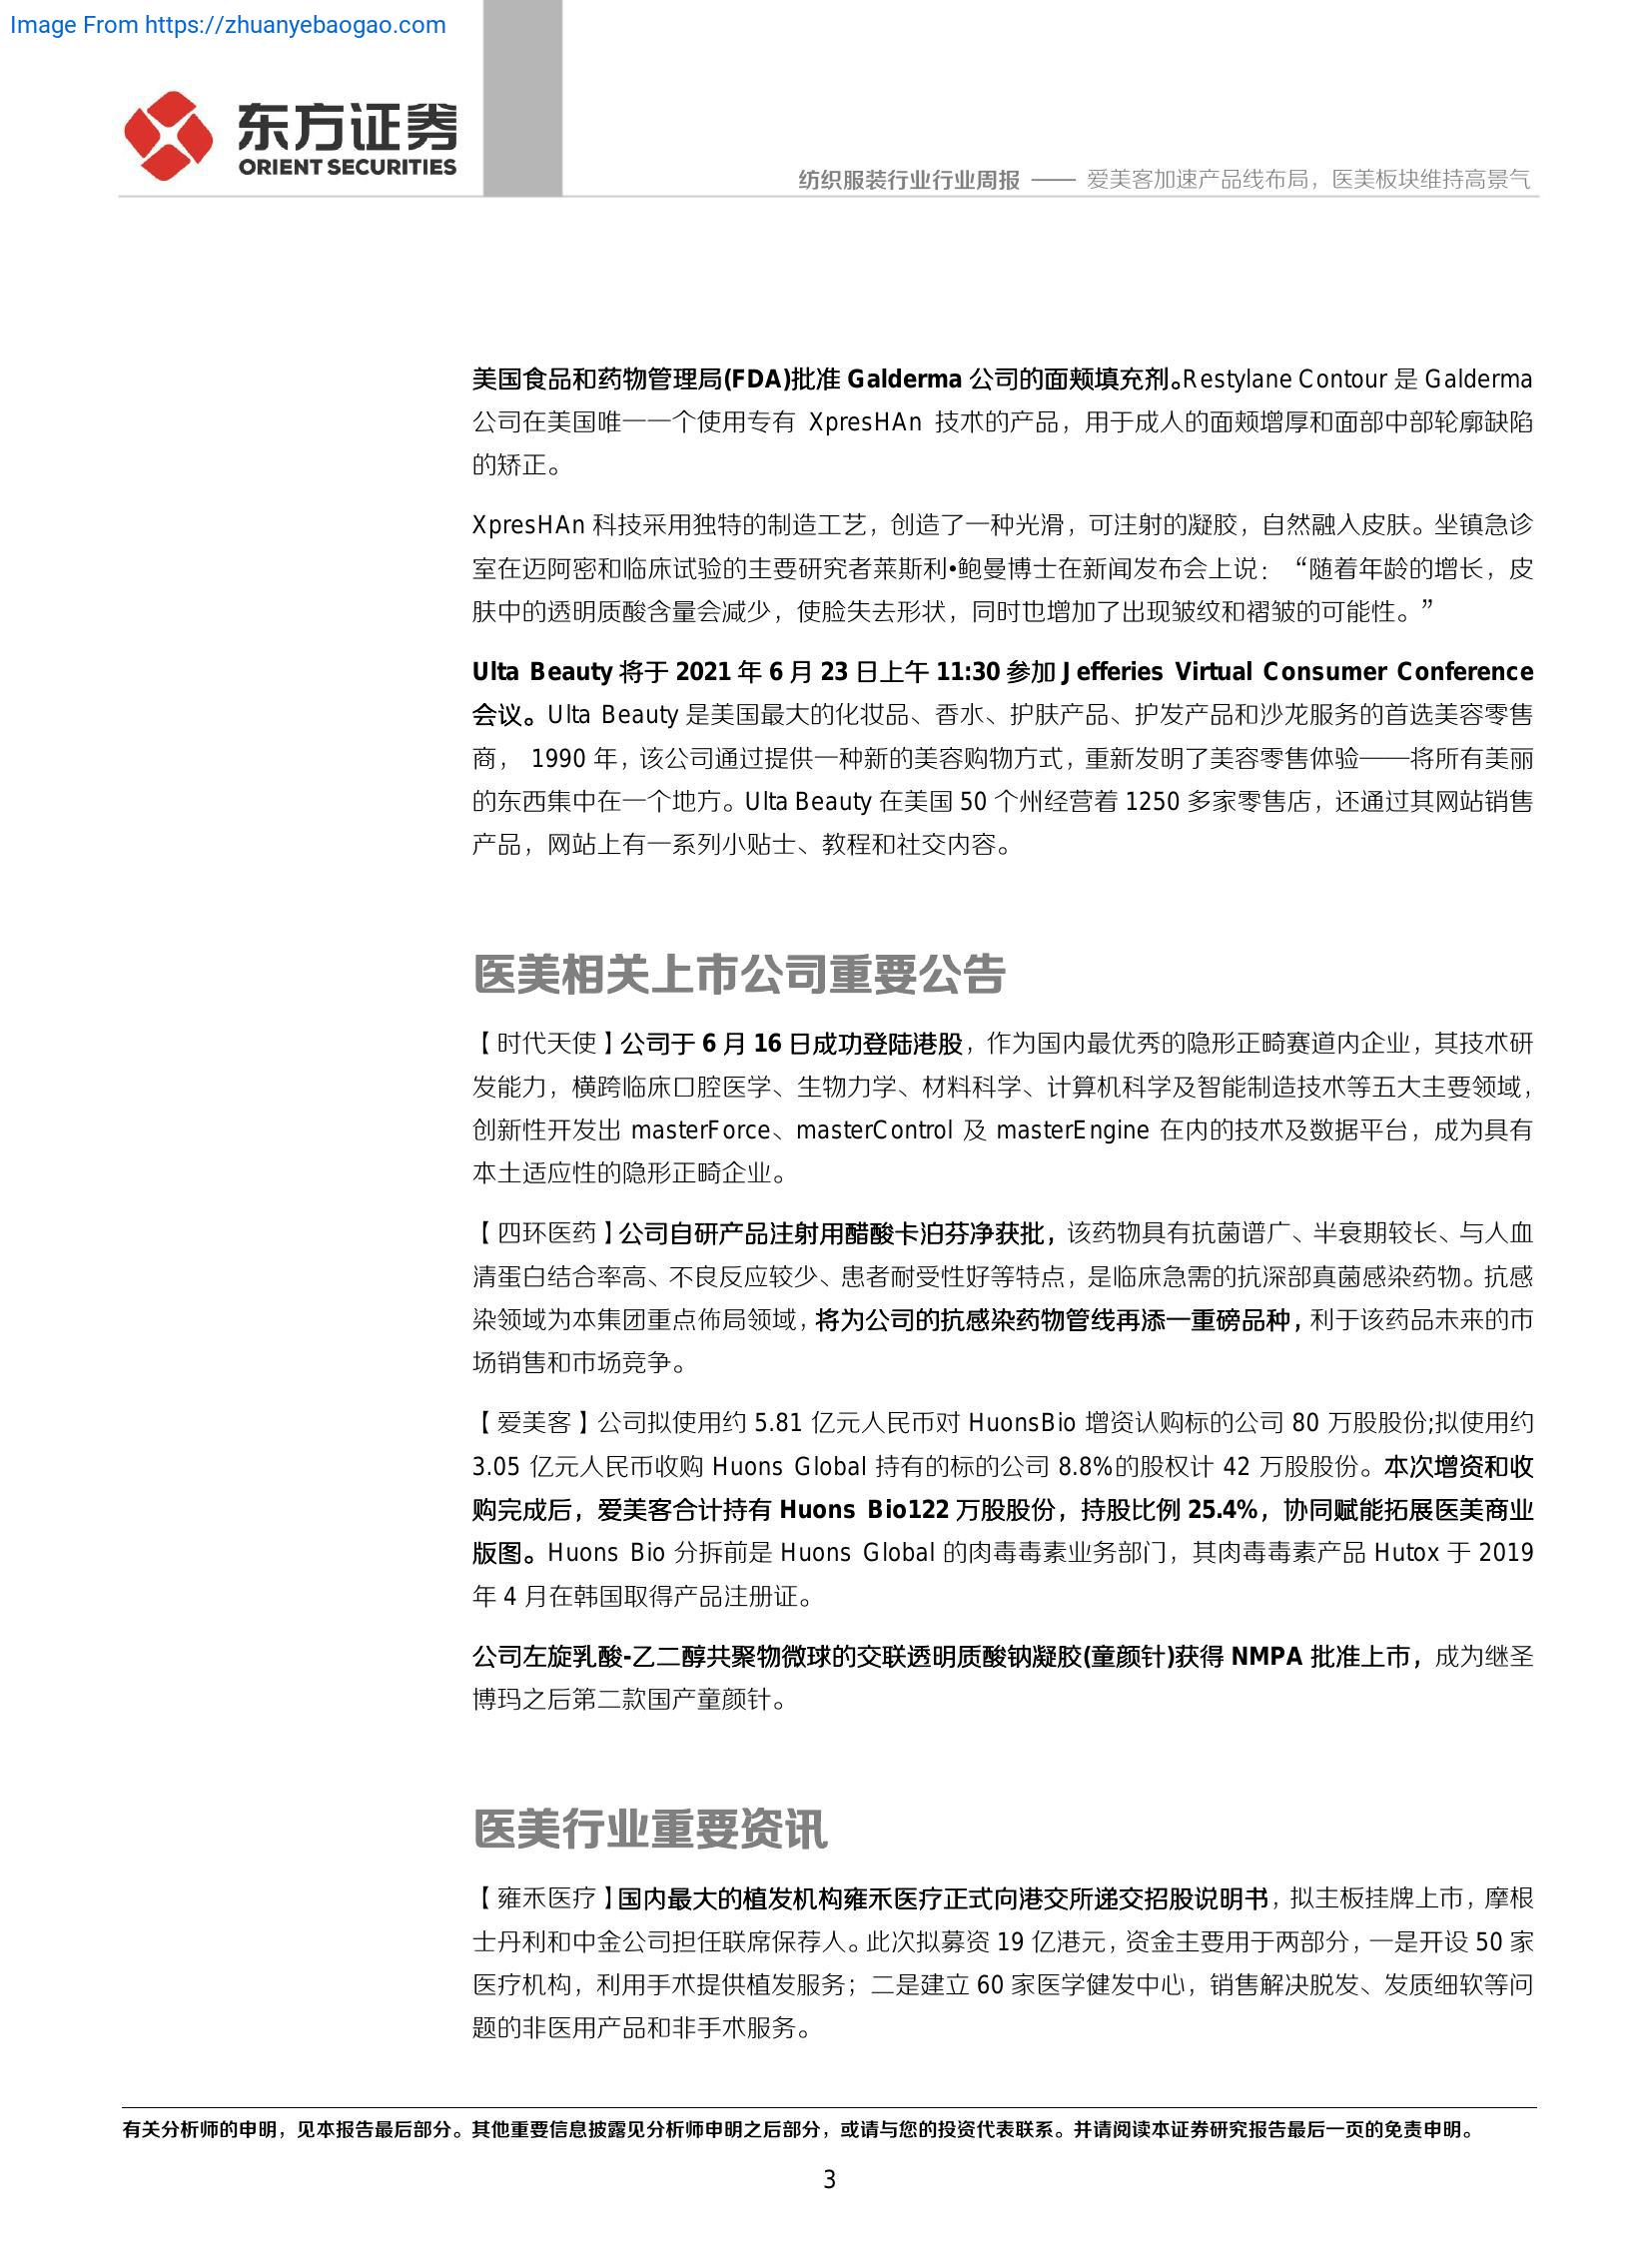 Image From https://zhuanyebaogao.com
东方证券
ORIENT SECURITIES
纺织服装行业行业周报 —— 爱美客加速产品线布局，医美板块维持高景气
美国食品和药物管理局(FDA)批准 Galderma 公司的面颊填充剂。Restylane Contour 是 Galderma
公司在美国唯一一个使用专有 XpresHAn 技术的产品，用于成人的面颊增厚和面部中部轮廓缺陷
的矫正。
XpresHAn 科技采用独特的制造工艺，创造了一种光滑，可注射的凝胶，自然融入皮肤。坐镇急诊
室在迈阿密和临床试验的主要研究者莱斯利•鲍曼博士在新闻发布会上说：“随着年龄的增长，皮
肤中的透明质酸含量会减少，使脸失去形状，同时也增加了出现皱纹和褶皱的可能性。”
Ulta Beauty 将于 2021 年 6 月 23 日上午 11:30 参加 Jefferies Virtual Consumer Conference
会议。Ulta Beauty 是美国最大的化妆品、香水、护肤产品、护发产品和沙龙服务的首选美容零售
商， 1990 年，该公司通过提供一种新的美容购物方式，重新发明了美容零售体验——将所有美丽
的东西集中在一个地方。Ulta Beauty 在美国 50 个州经营着 1250 多家零售店，还通过其网站销售
产品，网站上有一系列小贴士、教程和社交内容。
医美相关上市公司重要公告
【时代天使】公司于 6 月 16 日成功登陆港股，作为国内最优秀的隐形正畸赛道内企业，其技术研
发能力，横跨临床口腔医学、生物力学、材料科学、计算机科学及智能制造技术等五大主要领域，
创新性开发出 masterForce、masterControl 及 masterEngine 在内的技术及数据平台，成为具有
本土适应性的隐形正畸企业。
【四环医药】公司自研产品注射用醋酸卡泊芬净获批，该药物具有抗菌谱广、半衰期较长、与人血
清蛋白结合率高、不良反应较少、患者耐受性好等特点，是临床急需的抗深部真菌感染药物。抗感
染领域为本集团重点佈局领域，将为公司的抗感染药物管线再添一重磅品种，利于该药品未来的市
场销售和市场竞争。
【爱美客】公司拟使用约 5.81 亿元人民币对 HuonsBio 增资认购标的公司 80 万股股份;拟使用约
3.05 亿元人民币收购 Huons Global 持有的标的公司 8.8%的股权计 42 万股股份。本次增资和收
购完成后，爱美客合计持有 Huons Bio122 万股股份，持股比例 25.4%，协同赋能拓展医美商业
版图。Huons Bio 分拆前是 Huons Global 的肉毒毒素业务部门，其肉毒毒素产品 Hutox 于 2019
年 4 月在韩国取得产品注册证。
公司左旋乳酸-乙二醇共聚物微球的交联透明质酸钠凝胶(童颜针)获得 NMPA 批准上市，成为继圣
博玛之后第二款国产童颜针。
医美行业重要资讯
【雍禾医疗】国内最大的植发机构雍禾医疗正式向港交所递交招股说明书，拟主板挂牌上市，摩根
士丹利和中金公司担任联席保荐人。此次拟募资 19 亿港元，资金主要用于两部分，一是开设 50 家
医疗机构，利用手术提供植发服务；二是建立 60 家医学健发中心，销售解决脱发、发质细软等问
题的非医用产品和非手术服务。
有关分析师的申明，见本报告最后部分。其他重要信息披露见分析师申明之后部分，或请与您的投资代表联系。并请阅读本证券研究报告最后一页的免责申明。
3